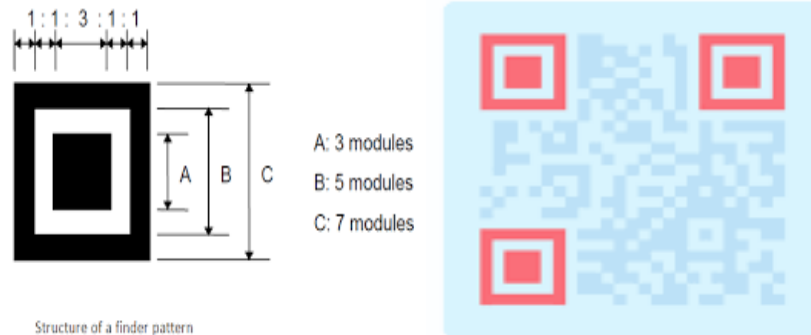 1 : 1 : 3 : 1 : 1
A
B
C
A: 3 modules
B: 5 modules
C: 7 modules
Structure of a finder pattern